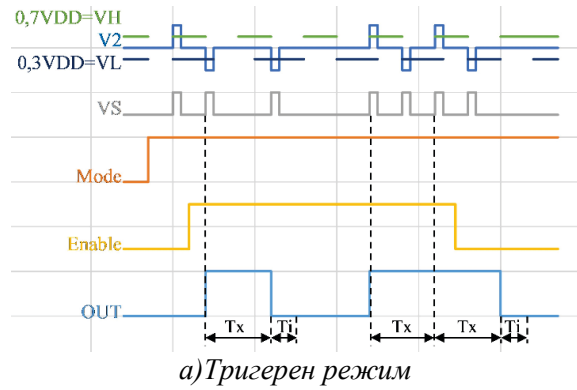 0,7VDD=VH
V2
0,3VDD=VL
VS
Mode
Enable
OUT
Tx Ti Tx Tx Ti
а)Тригерен режим